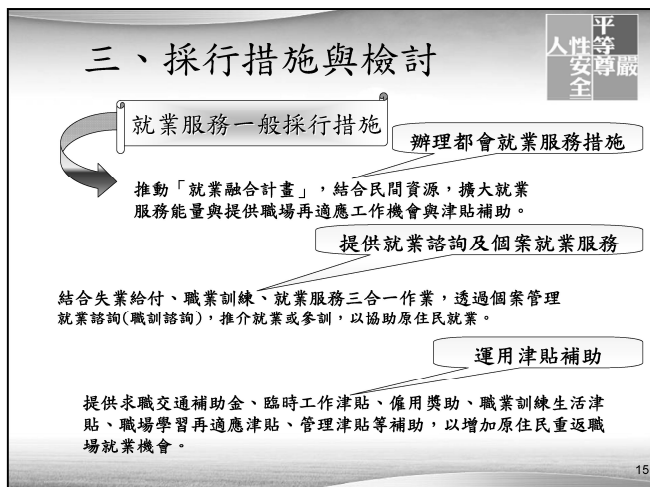 三、採行措施與檢討
平
人性等
安尊嚴
全
就業服務一般採行措施
辦理都會就業服務措施
推動「就業融合計畫」，結合民間資源，擴大就業
服務能量與提供職場再適應工作機會與津貼補助。
提供就業諮詢及個案就業服務
結合失業給付、職業訓練、就業服務三合一作業，透過個案管理
就業諮詢(職訓諮詢)，推介就業或參訓，以協助原住民就業。
運用津貼補助
提供求職交通補助金、臨時工作津貼、僱用獎助、職業訓練生活津
貼、職場學習再適應津貼、管理津貼等補助，以增加原住民重返職
場就業機會。
15